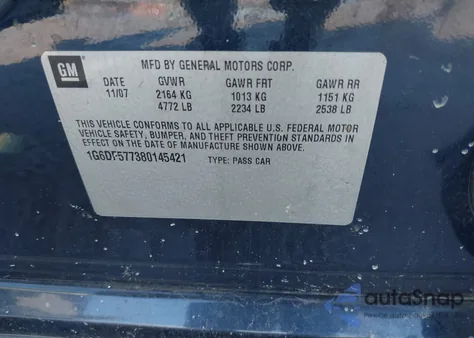 GM
MFD BY GENERAL MOTORS CORP.
DATE GVWR GAWR FRT GAWR RR
11/07 2164 KG 1013 KG 1151 KG
4772 LB 2234 LB 2538 LB
THIS VEHICLE CONFORMS TO ALL APPLICABLE U.S. FEDERAL MOTOR
VEHICLE SAFETY, BUMPER, AND THEFT PREVENTION STANDARDS IN
EFFECT ON THE DATE OF MANUFACTURE SHOWN ABOVE.
1G6DF577380145421 TYPE: PASS CAR
autoSnap